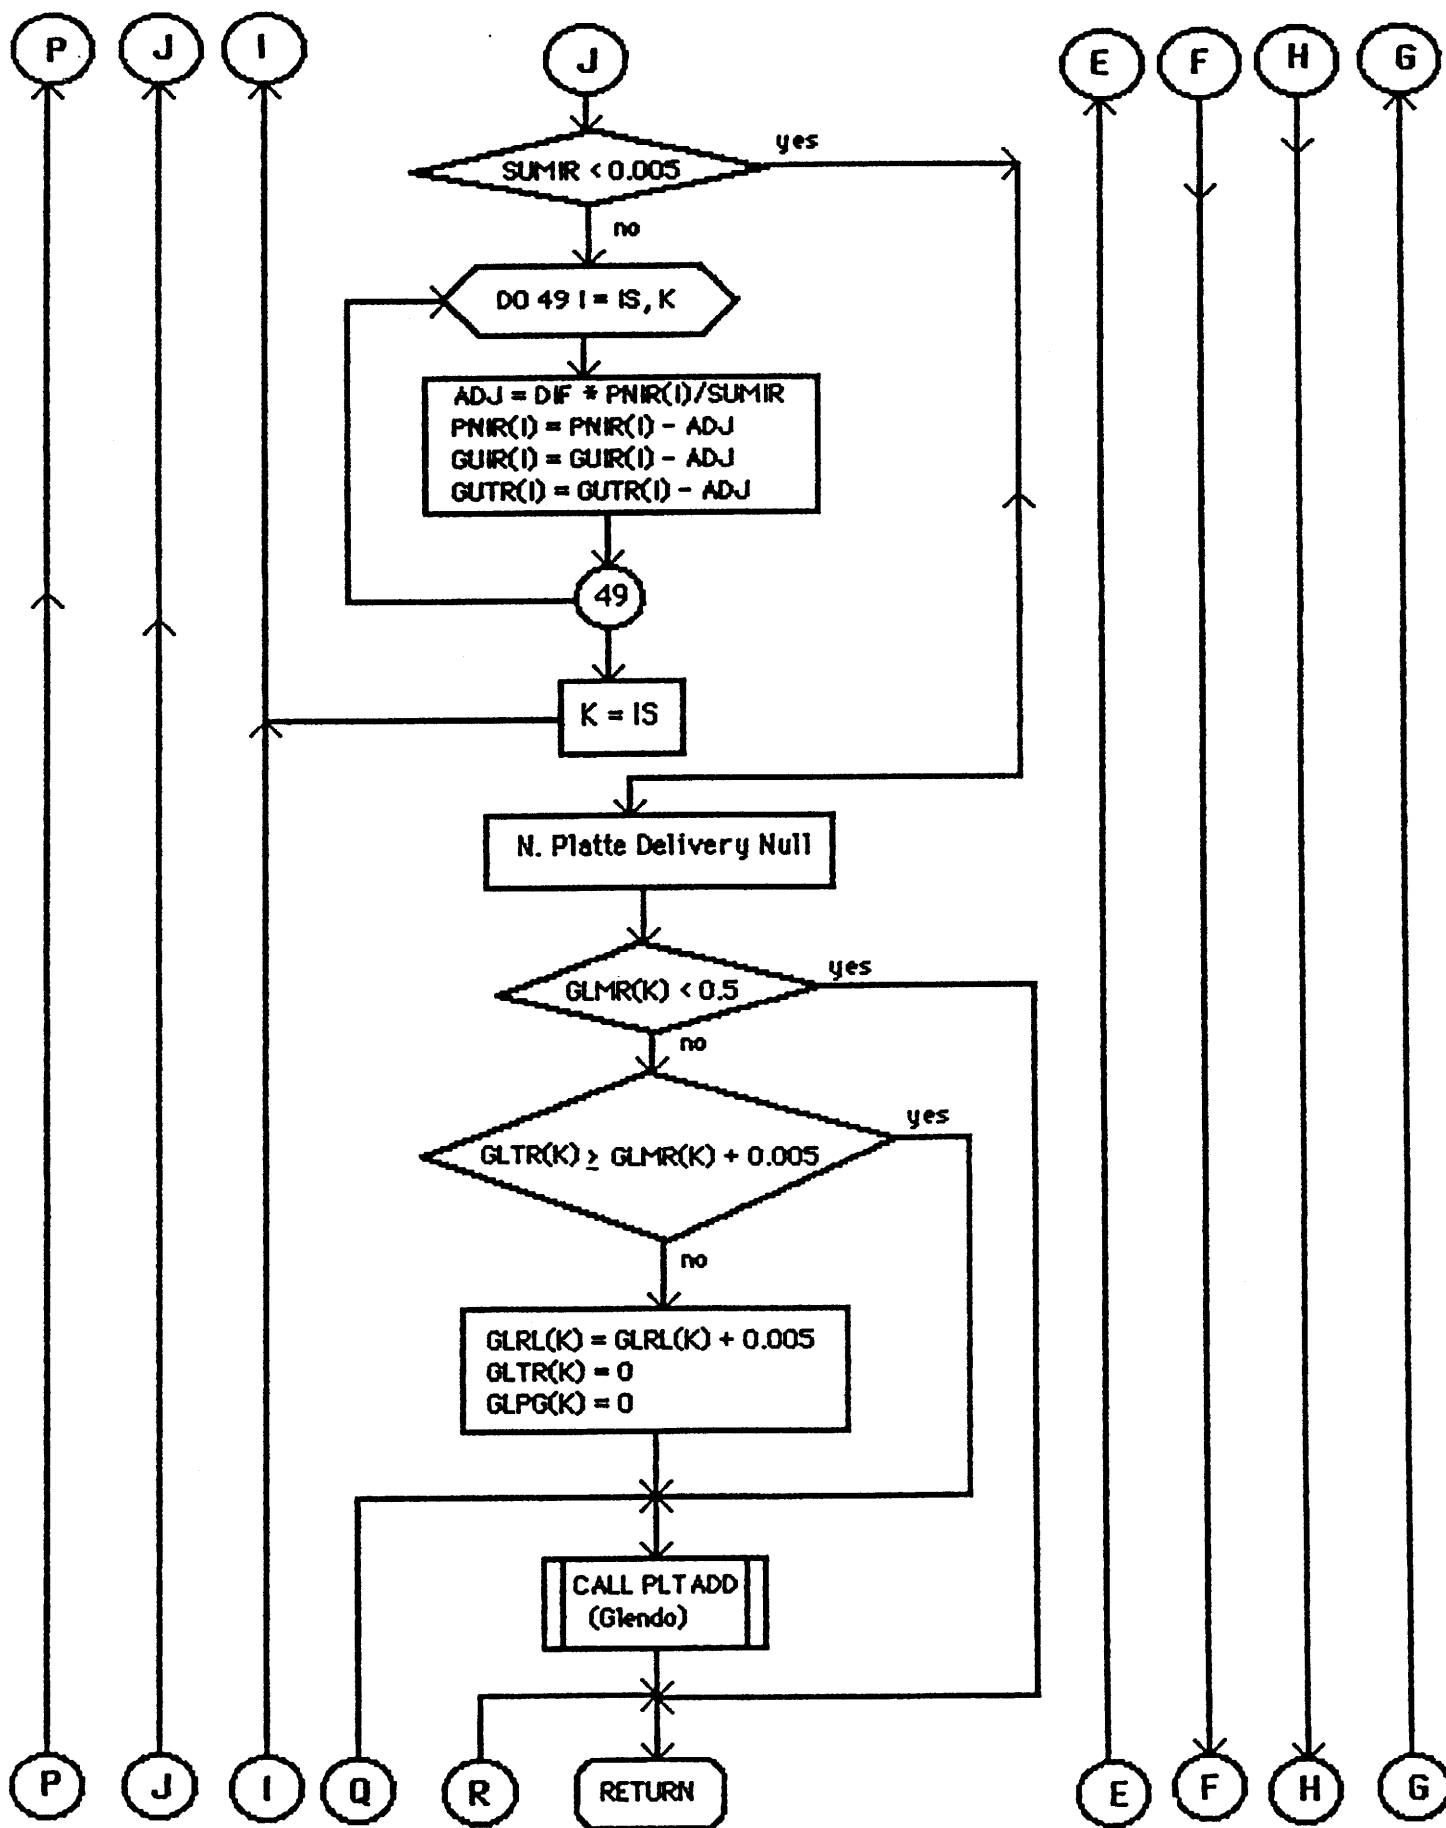 P J I J E F H G
SUMIR < 0.005
yes
no
DO 49 I = IS, K
ADJ = DIF * PNIR(I)/SUMIR
PNIR(I) = PNIR(I) - ADJ
GUIR(I) = GUIR(I) - ADJ
GUTR(I) = GUTR(I) - ADJ
49
K = IS
N. Platte Delivery Null
GLMR(K) < 0.5
yes
no
GLTR(K) ≥ GLMR(K) + 0.005
yes
no
GLRL(K) = GLRL(K) + 0.005
GLTR(K) = 0
GLPG(K) = 0
CALL PLTADD
(Glendo)
P J I Q R RETURN E F H G